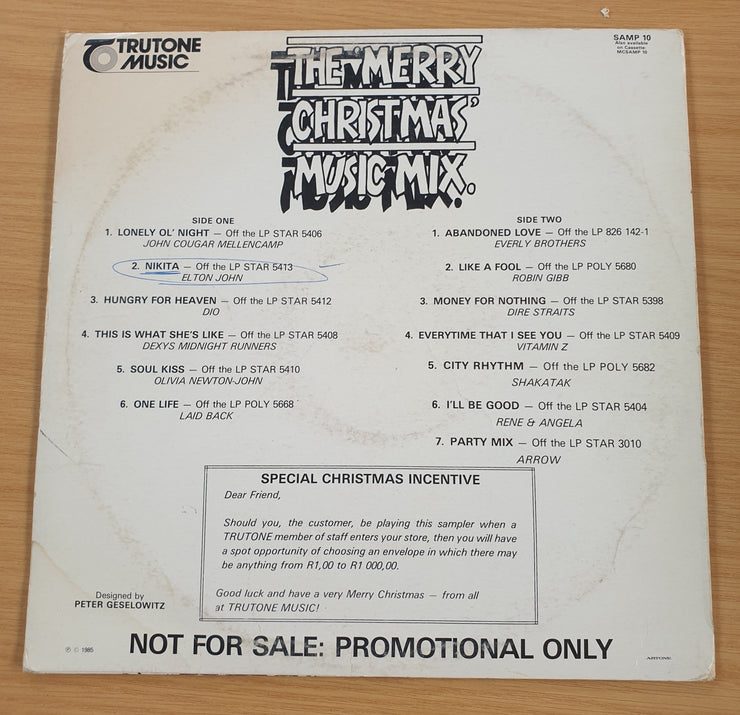 TRUTONE
MUSIC
THE 'MERRY
CHRISTMAS'
MUSIC MIX.
SAMP 10
Also available
on Cassette
MCSAMP 10
SIDE ONE
1. LONELY OL' NIGHT — Off the LP STAR 5406
JOHN COUGAR MELLENCAMP
2. NIKITA — Off the LP STAR 5413
ELTON JOHN
3. HUNGRY FOR HEAVEN — Off the LP STAR 5412
DIO
4. THIS IS WHAT SHE'S LIKE — Off the LP STAR 5408
DEXYS MIDNIGHT RUNNERS
5. SOUL KISS — Off the LP STAR 5410
OLIVIA NEWTON-JOHN
6. ONE LIFE — Off the LP POLY 5668
LAID BACK
SIDE TWO
1. ABANDONED LOVE — Off the LP 826 142-1
EVERLY BROTHERS
2. LIKE A FOOL — Off the LP POLY 5680
ROBIN GIBB
3. MONEY FOR NOTHING — Off the LP STAR 5398
DIRE STRAITS
4. EVERYTIME THAT I SEE YOU — Off the LP STAR 5409
VITAMIN Z
5. CITY RHYTHM — Off the LP POLY 5682
SHAKATAK
6. I'LL BE GOOD — Off the LP STAR 5404
RENE & ANGELA
7. PARTY MIX — Off the LP STAR 3010
ARROW
SPECIAL CHRISTMAS INCENTIVE
Dear Friend,
Should you, the customer, be playing this sampler when a
TRUTONE member of staff enters your store, then you will have
a spot opportunity of choosing an envelope in which there may
be anything from R1,00 to R1 000,00.
Good luck and have a very Merry Christmas — from all
at TRUTONE MUSIC!
Designed by
PETER GESELOWITZ
℗ © 1985
NOT FOR SALE: PROMOTIONAL ONLY
ARTONE